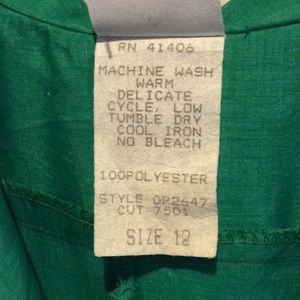 RN 41406
MACHINE WASH
WARM
DELICATE
CYCLE, LOW
TUMBLE DRY
COOL IRON
NO BLEACH
100POLYESTER
STYLE OP2647
CUT 7501
SIZE 12